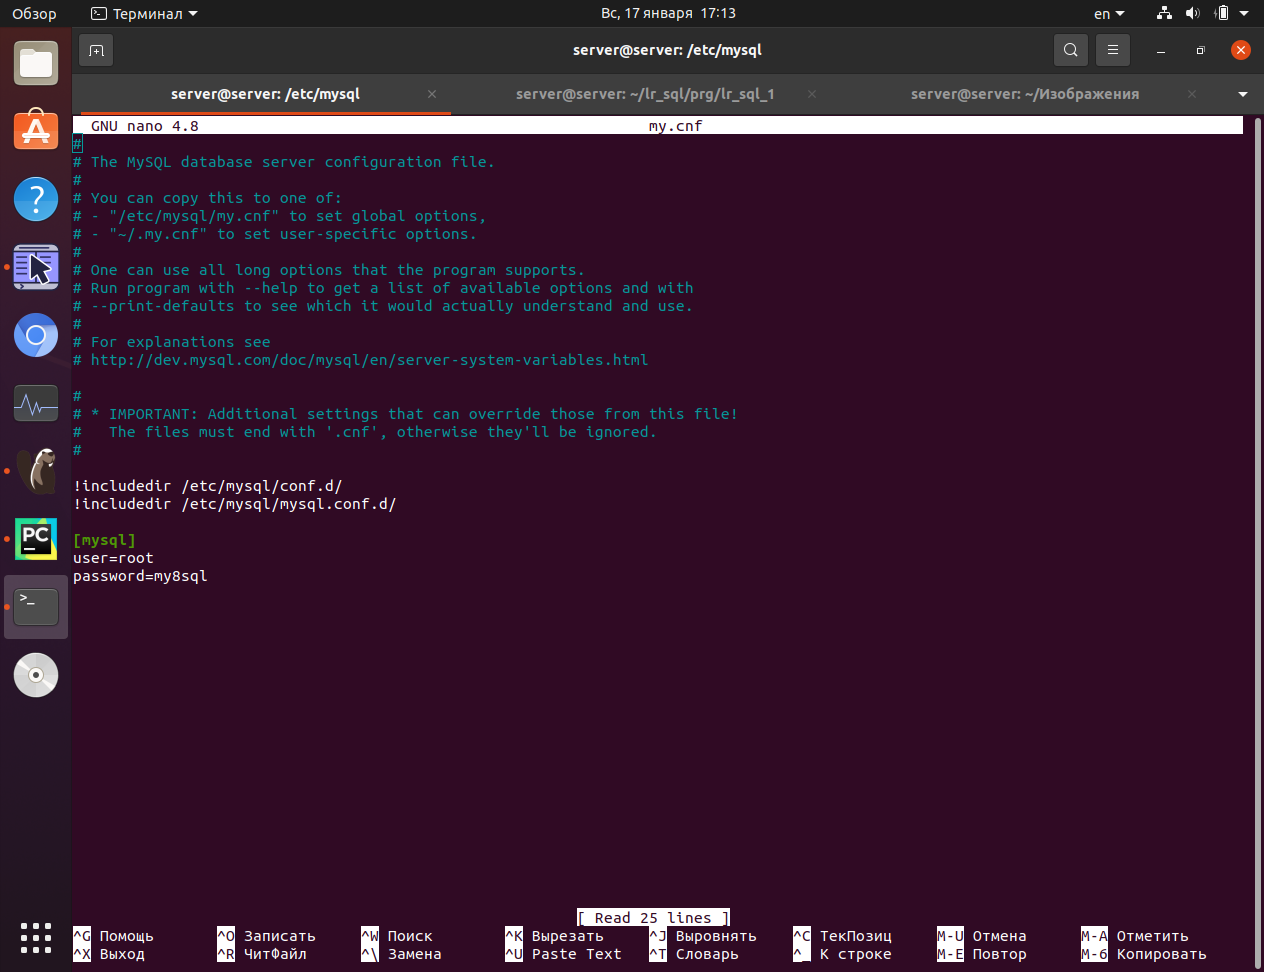 Обзор Терминал Вс, 17 января 17:13 en
server@server: /etc/mysql
server@server: /etc/mysql server@server: ~/lr_sql/prg/lr_sql_1 server@server: ~/Изображения
GNU nano 4.8 my.cnf
#
# The MySQL database server configuration file.
#
# You can copy this to one of:
# - "/etc/mysql/my.cnf" to set global options,
# - "~/.my.cnf" to set user-specific options.
#
# One can use all long options that the program supports.
# Run program with --help to get a list of available options and with
# --print-defaults to see which it would actually understand and use.
#
# For explanations see
# http://dev.mysql.com/doc/mysql/en/server-system-variables.html
#
# * IMPORTANT: Additional settings that can override those from this file!
#   The files must end with '.cnf', otherwise they'll be ignored.
#
!includedir /etc/mysql/conf.d/
!includedir /etc/mysql/mysql.conf.d/
[mysql]
user=root
password=my8sql
PC
>_
[ Read 25 lines ]
^G Помощь ^O Записать ^W Поиск ^K Вырезать ^J Выровнять ^C ТекПозиц M-U Отмена M-A Отметить
^X Выход ^R ЧитФайл ^\ Замена ^U Paste Text ^T Словарь ^_ К строке M-E Повтор M-6 Копировать